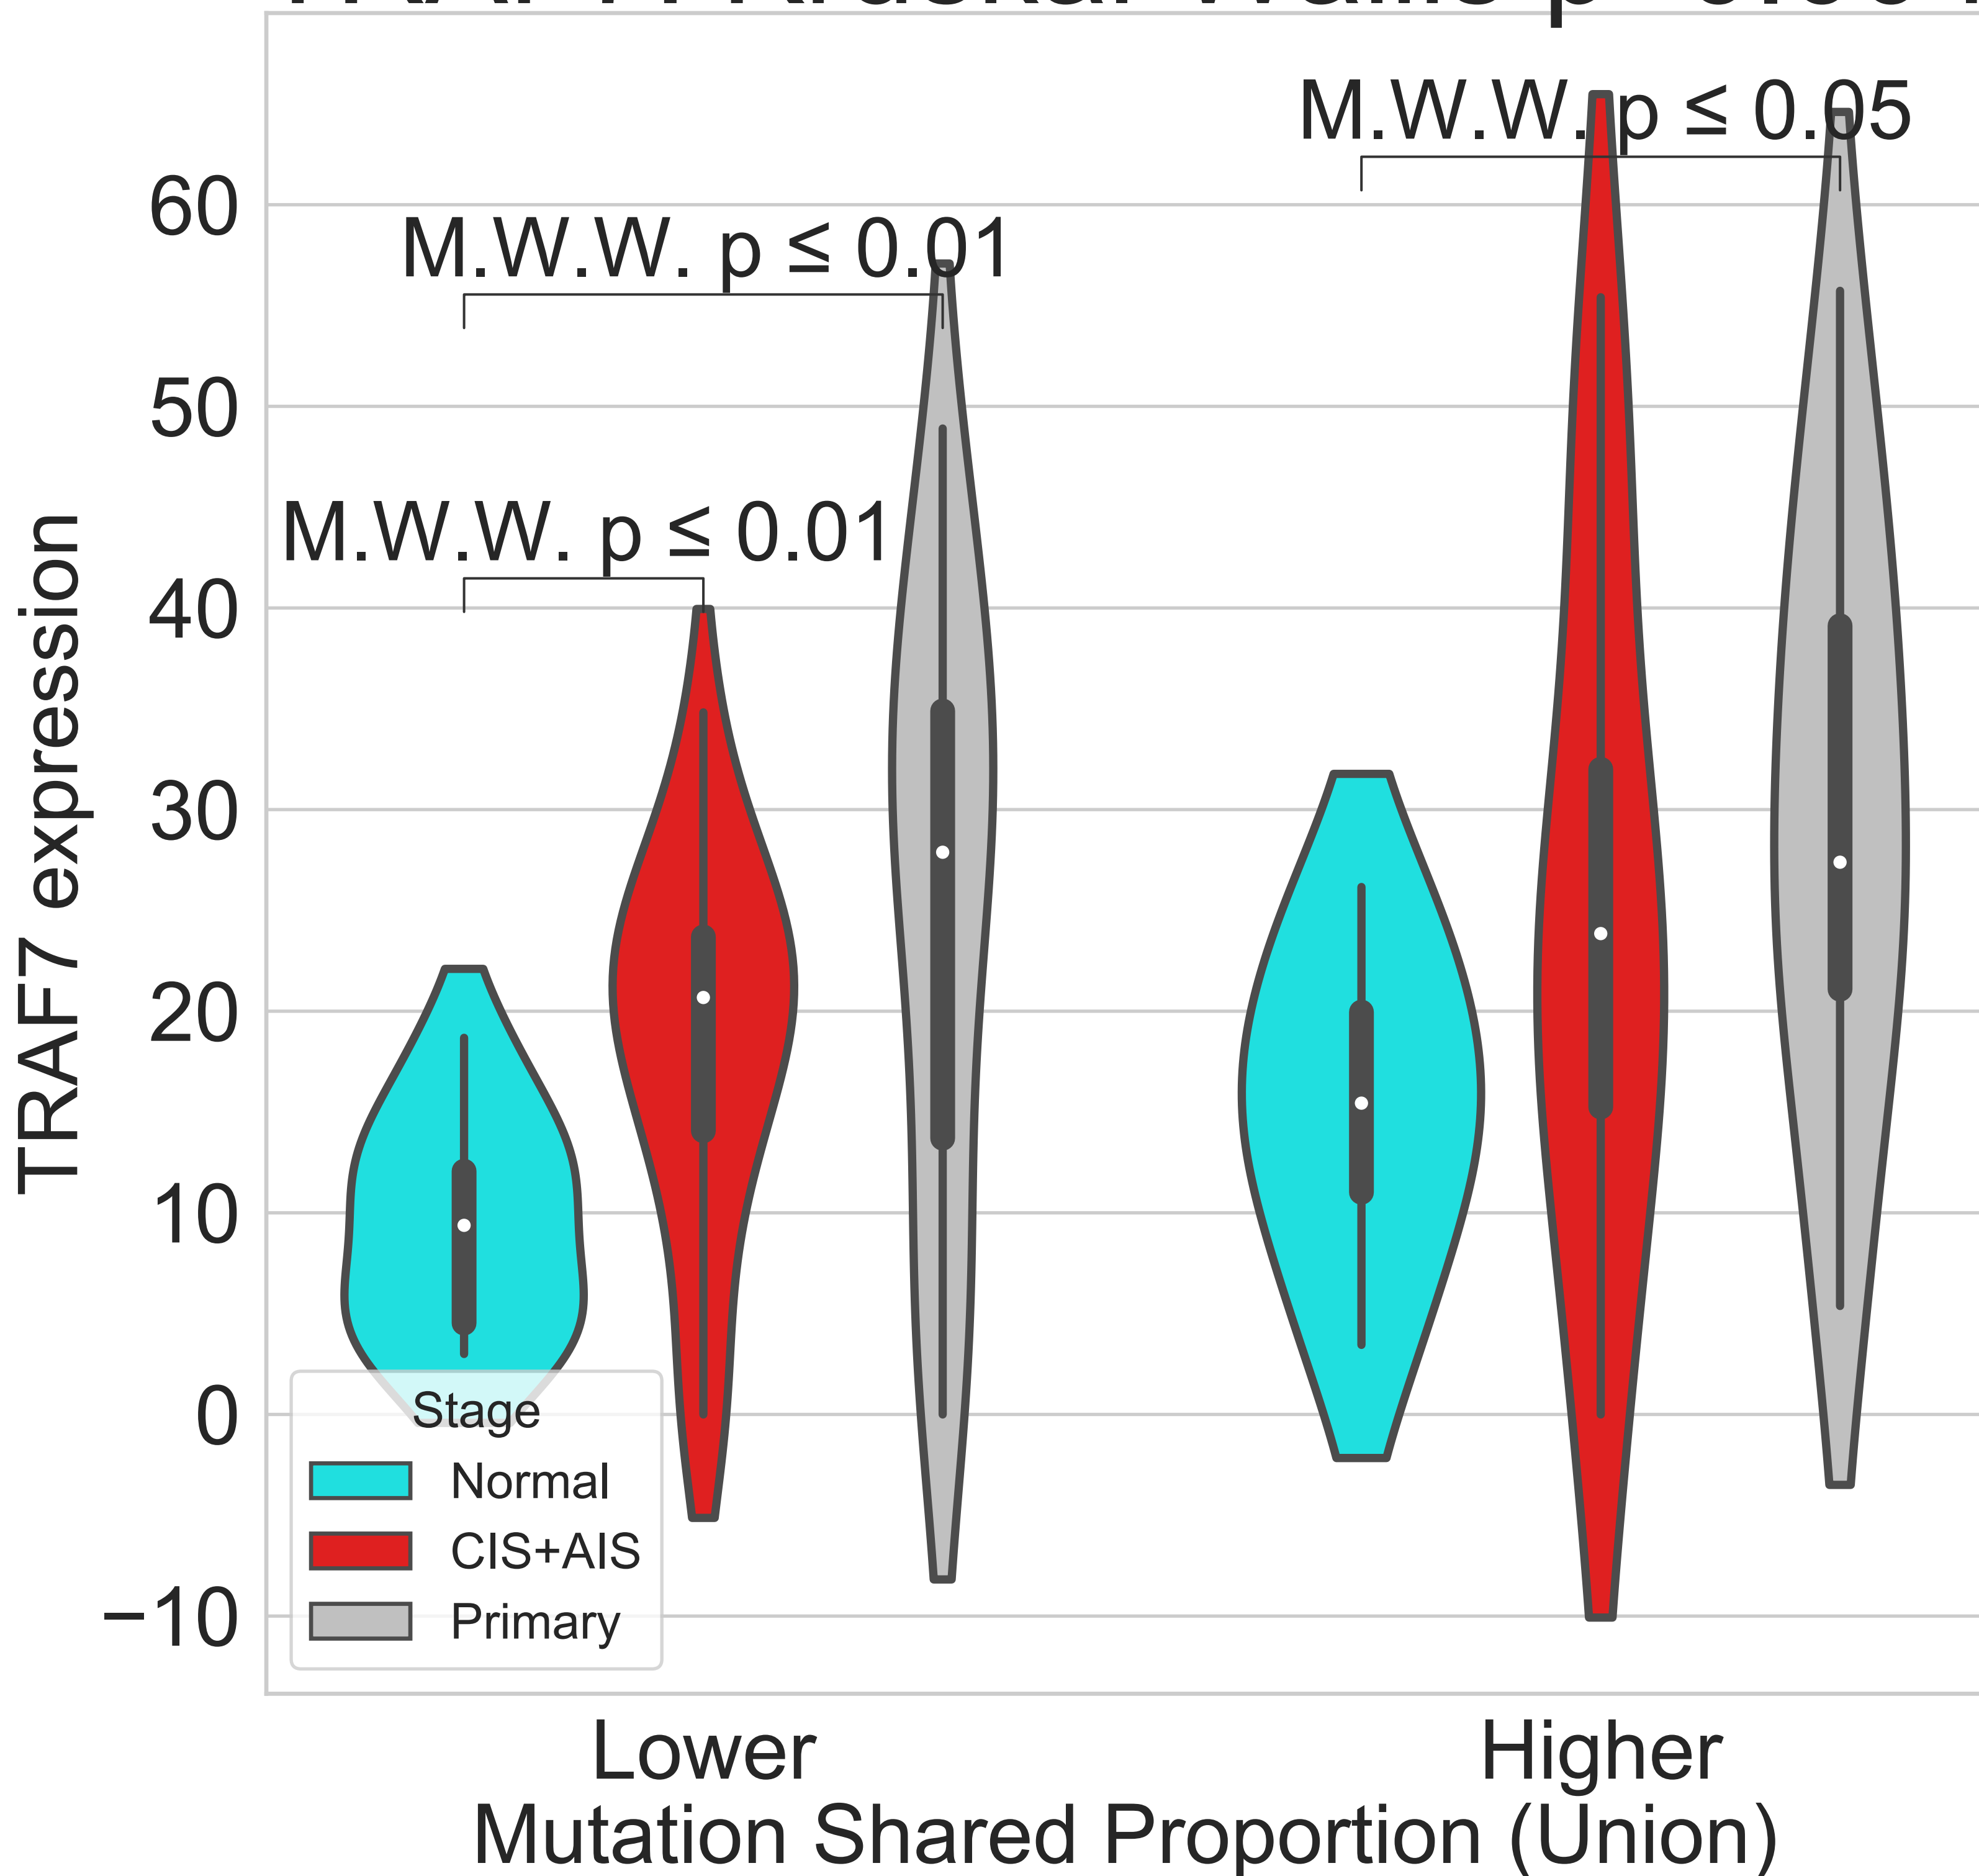 M.W.W. p ≤ 0.05
M.W.W. p ≤ 0.01
M.W.W. p ≤ 0.01
TRAF7 expression
60
50
40
30
20
10
0
−10
Stage
Normal
CIS+AIS
Primary
Lower
Higher
Mutation Shared Proportion (Union)